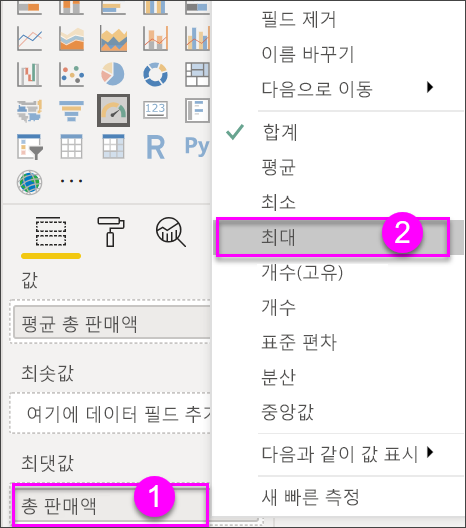 123
R
Py
...
값
평균 총 판매액
최솟값
여기에 데이터 필드 추가
최댓값
총 판매액
1
필드 제거
이름 바꾸기
다음으로 이동
합계
평균
최소
최대
2
개수(고유)
개수
표준 편차
분산
중앙값
다음과 같이 값 표시
새 빠른 측정